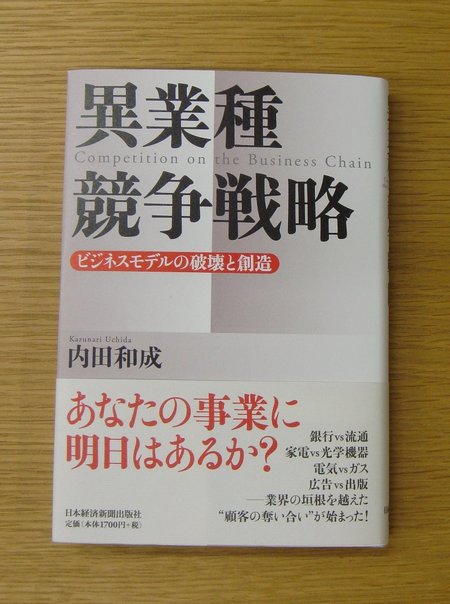 異業種
Competition on the Business Chain
競争戦略
ビジネスモデルの破壊と創造
Kazunari Uchida
内田和成
あなたの事業に
明日はあるか?
銀行vs流通
家電vs光学機器
電気vsガス
広告vs出版
──業界の垣根を越えた
“顧客の奪い合い”が始まった!
日本経済新聞出版社
定価(本体1700円+税)